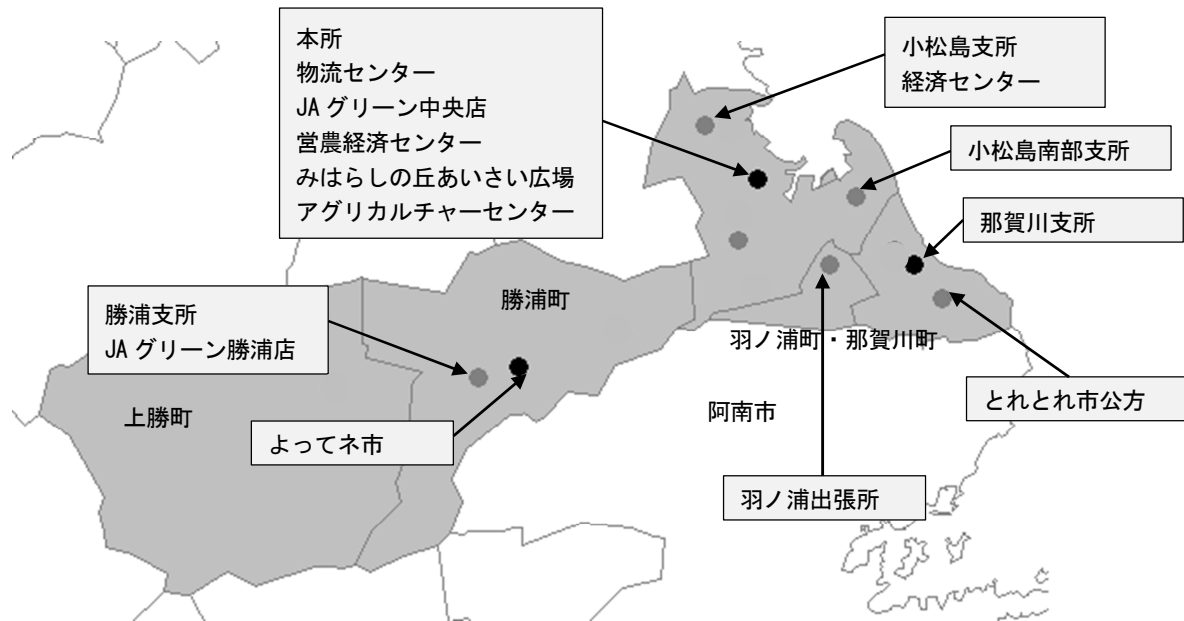 本所
物流センター
JAグリーン中央店
営農経済センター
みはらしの丘あいさい広場
アグリカルチャーセンター
小松島支所
経済センター
小松島南部支所
那賀川支所
勝浦町
勝浦支所
JAグリーン勝浦店
羽ノ浦町・那賀川町
とれとれ市公方
阿南市
上勝町
よってネ市
羽ノ浦出張所